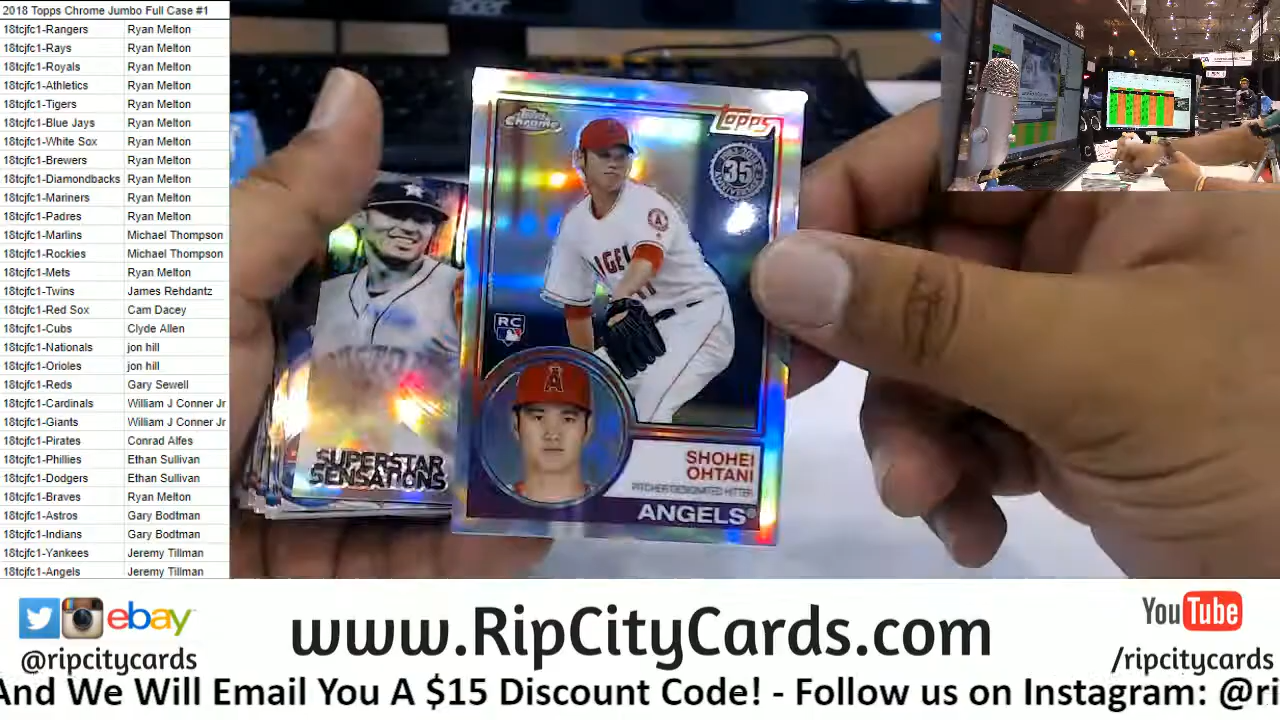 2018 Topps Chrome Jumbo Full Case #1
18tcjfc1-Rangers Ryan Melton
18tcjfc1-Rays Ryan Melton
18tcjfc1-Royals Ryan Melton
18tcjfc1-Athletics Ryan Melton
18tcjfc1-Tigers Ryan Melton
18tcjfc1-Blue Jays Ryan Melton
18tcjfc1-White Sox Ryan Melton
18tcjfc1-Brewers Ryan Melton
18tcjfc1-Diamondbacks Ryan Melton
18tcjfc1-Mariners Ryan Melton
18tcjfc1-Padres Ryan Melton
18tcjfc1-Marlins Michael Thompson
18tcjfc1-Rockies Michael Thompson
18tcjfc1-Mets Ryan Melton
18tcjfc1-Twins James Rehdantz
18tcjfc1-Red Sox Cam Dacey
18tcjfc1-Cubs Clyde Allen
18tcjfc1-Nationals jon hill
18tcjfc1-Orioles jon hill
18tcjfc1-Reds Gary Sewell
18tcjfc1-Cardinals William J Conner Jr
18tcjfc1-Giants William J Conner Jr
18tcjfc1-Pirates Conrad Alfes
18tcjfc1-Phillies Ethan Sullivan
18tcjfc1-Dodgers Ethan Sullivan
18tcjfc1-Braves Ryan Melton
18tcjfc1-Astros Gary Bodtman
18tcjfc1-Indians Gary Bodtman
18tcjfc1-Yankees Jeremy Tillman
18tcjfc1-Angels Jeremy Tillman
acer
Topps Chrome
Topps
35
RC
A
SHOHEI
OHTANI
PITCHER/DESIGNATED HITTER
ANGELS®
SUPERSTAR
SENSATIONS
ebay
@ripcitycards
www.RipCityCards.com
YouTube
/ripcitycards
And We Will Email You A $15 Discount Code! - Follow us on Instagram: @ri